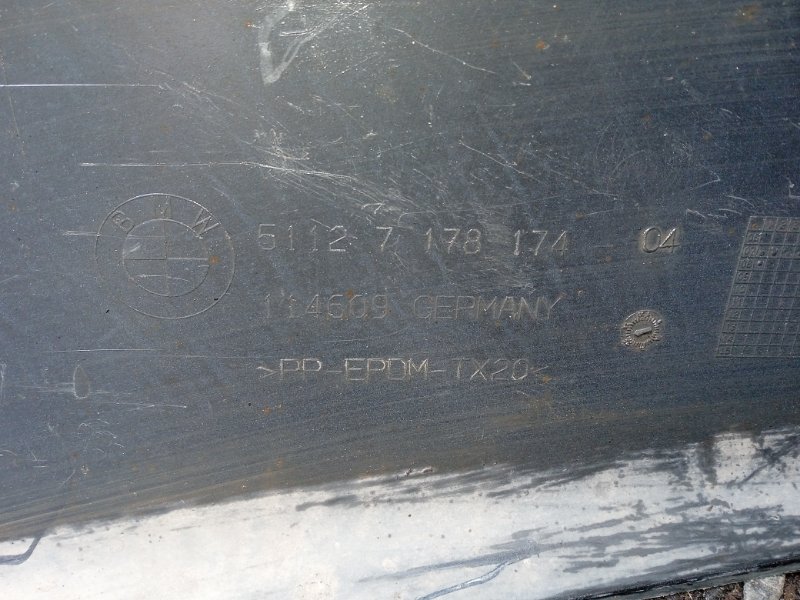 BMW
5112 7 178 174 04
114609 GERMANY
>PP-EPDM-TX20<